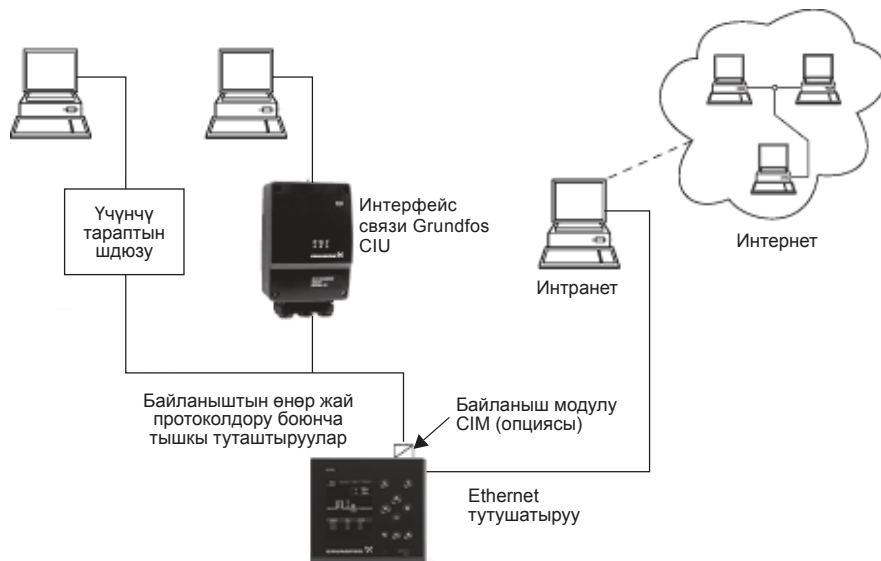 Үчүнчү
тараптын
шдюзу
Интерфейс
связи Grundfos
CIU
Интернет
Интранет
Байланыштын өнөр жай
протоколдору боюнча
тышкы туташтыруулар
Байланыш модулу
CIM (опциясы)
Ethernet
тутушатыруу